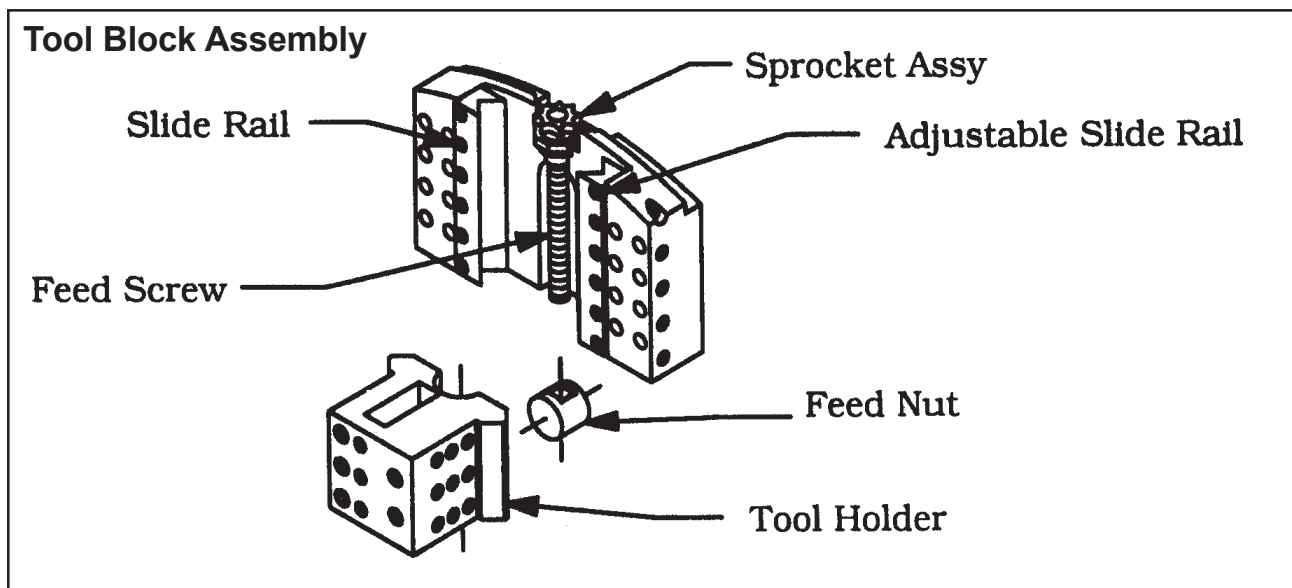 Tool Block Assembly
Sprocket Assy
Slide Rail
Adjustable Slide Rail
Feed Screw
Feed Nut
Tool Holder